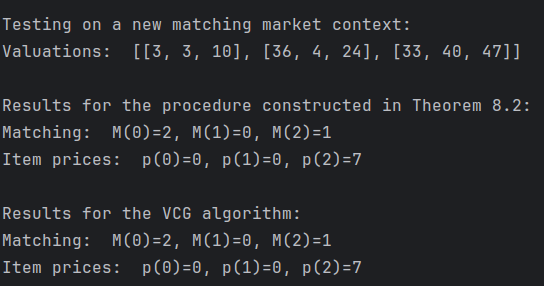 Testing on a new matching market context:
Valuations:  [[3, 3, 10], [36, 4, 24], [33, 40, 47]]
Results for the procedure constructed in Theorem 8.2:
Matching:  M(0)=2, M(1)=0, M(2)=1
Item prices:  p(0)=0, p(1)=0, p(2)=7
Results for the VCG algorithm:
Matching:  M(0)=2, M(1)=0, M(2)=1
Item prices:  p(0)=0, p(1)=0, p(2)=7